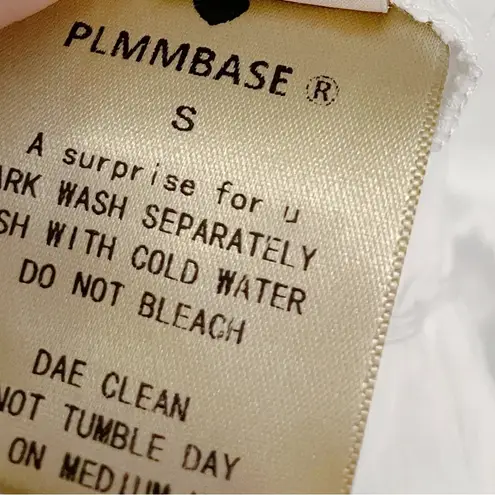 PLMMBASE ®
S
A surprise for u
ARK WASH SEPARATELY
SH WITH COLD WATER
DO NOT BLEACH
DAE CLEAN
NOT TUMBLE DAY
ON MEDIUM